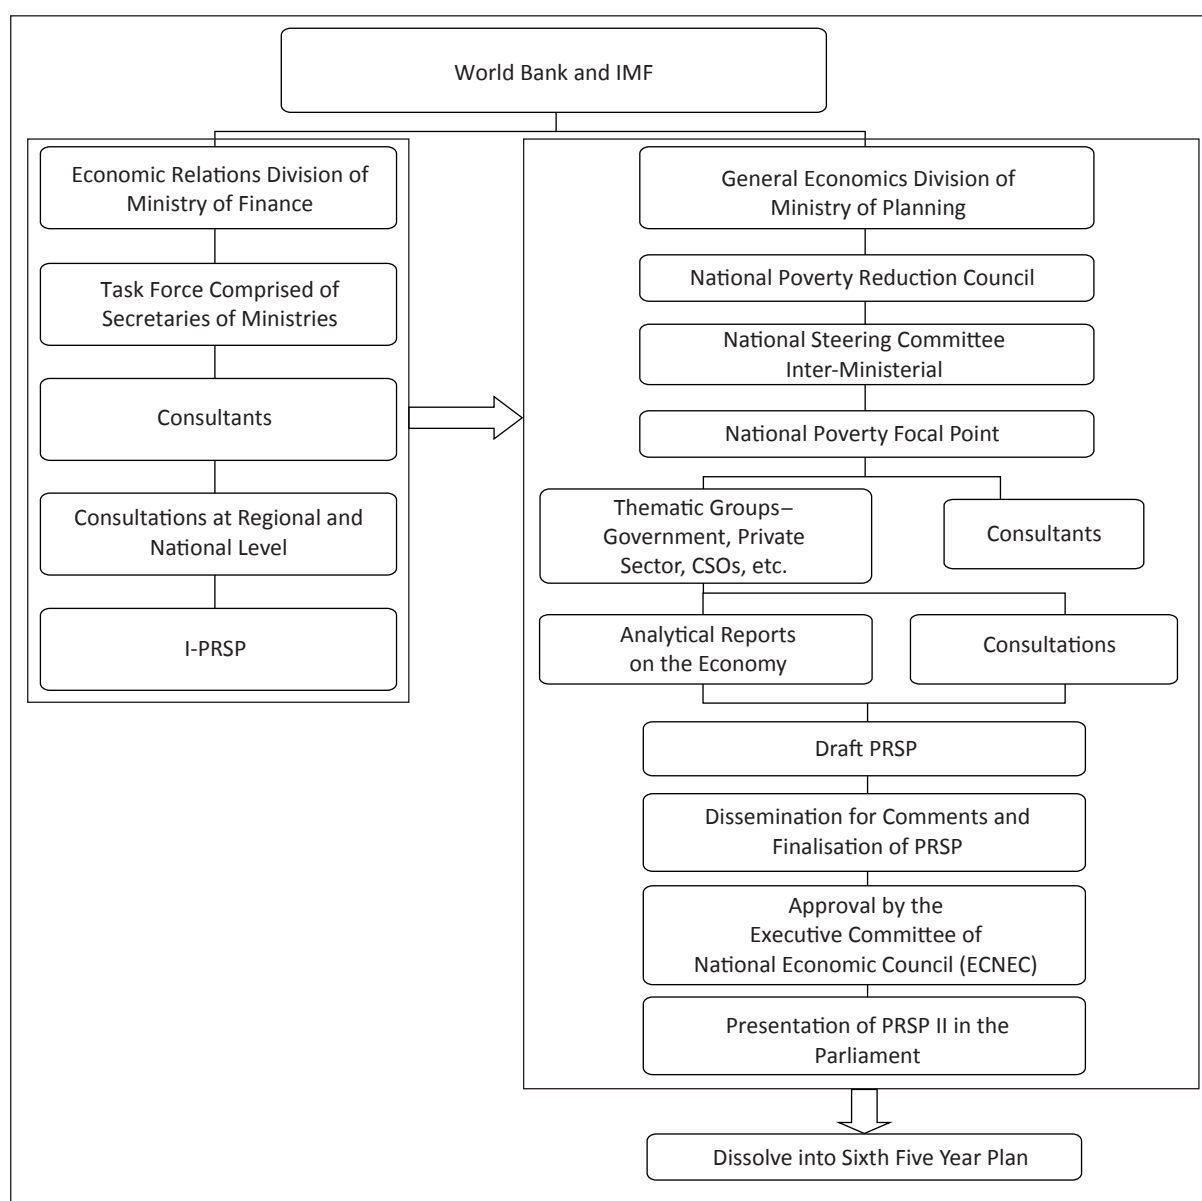 World Bank and IMF
Economic Relations Division of
Ministry of Finance
Task Force Comprised of
Secretaries of Ministries
Consultants
Consultations at Regional and
National Level
I-PRSP
General Economics Division of
Ministry of Planning
National Poverty Reduction Council
National Steering Committee
Inter-Ministerial
National Poverty Focal Point
Thematic Groups–
Government, Private
Sector, CSOs, etc.
Consultants
Analytical Reports
on the Economy
Consultations
Draft PRSP
Dissemination for Comments and
Finalisation of PRSP
Approval by the
Executive Committee of
National Economic Council (ECNEC)
Presentation of PRSP II in the
Parliament
Dissolve into Sixth Five Year Plan